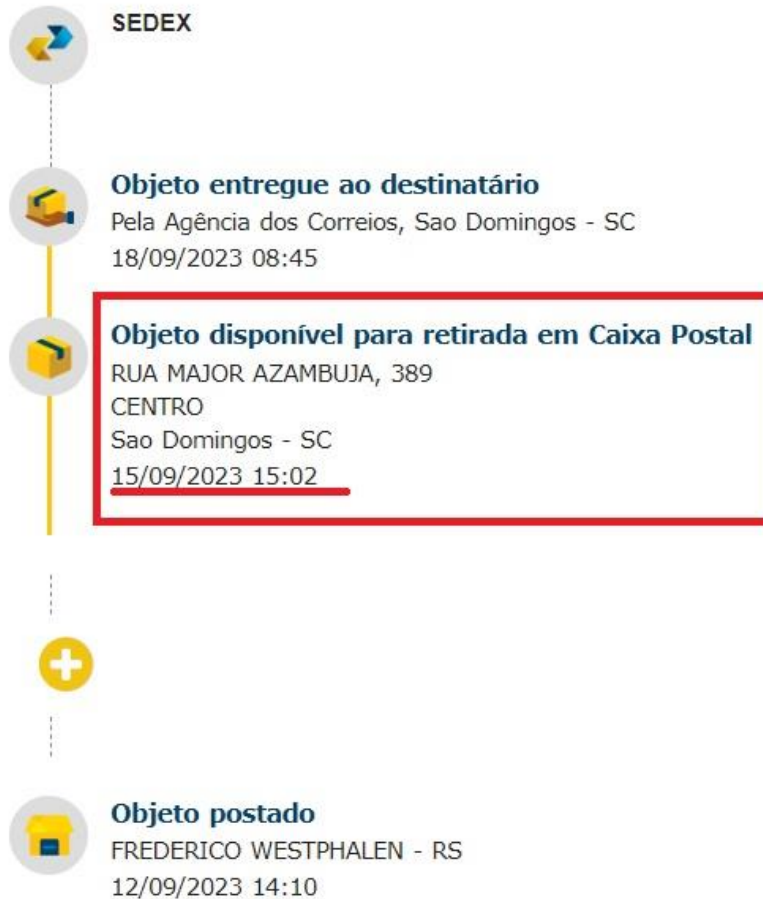 SEDEX
Objeto entregue ao destinatário
Pela Agência dos Correios, Sao Domingos - SC
18/09/2023 08:45
Objeto disponível para retirada em Caixa Postal
RUA MAJOR AZAMBUJA, 389
CENTRO
Sao Domingos - SC
15/09/2023 15:02
Objeto postado
FREDERICO WESTPHALEN - RS
12/09/2023 14:10